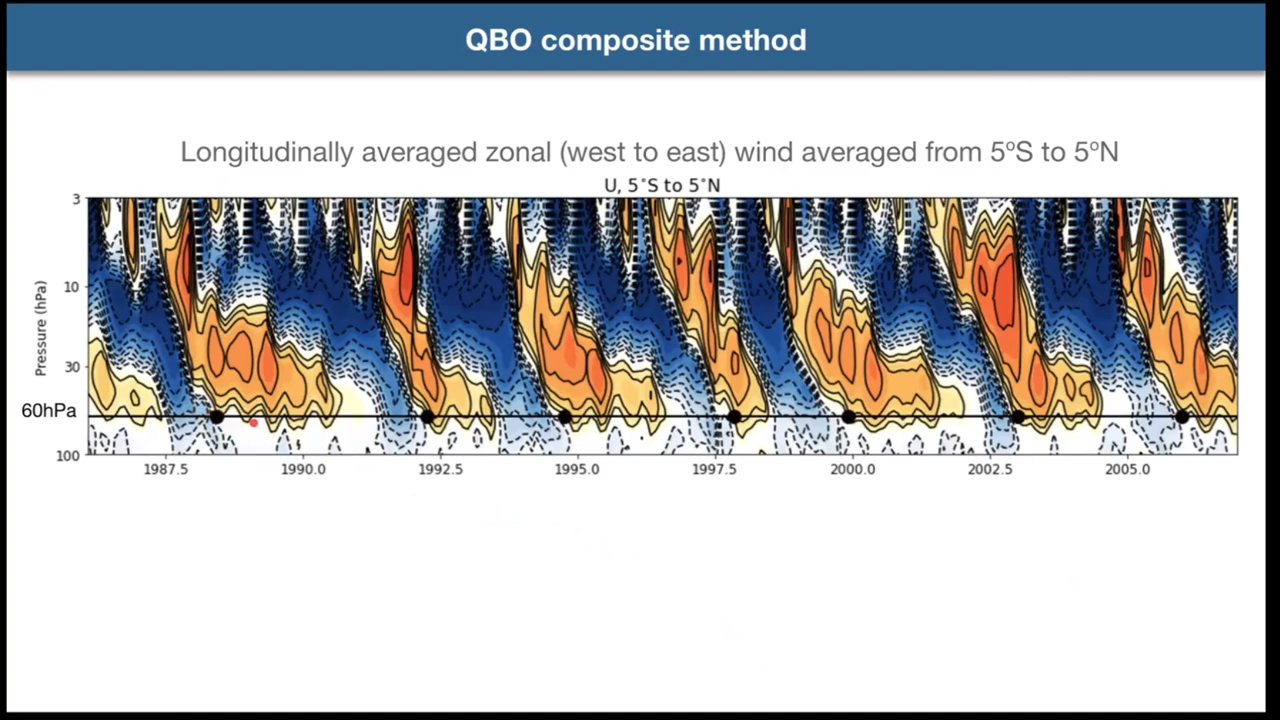 QBO composite method
Longitudinally averaged zonal (west to east) wind averaged from 5ºS to 5ºN
U, 5˚S to 5˚N
3
10
30
60hPa
100
Pressure (hPa)
1987.5 1990.0 1992.5 1995.0 1997.5 2000.0 2002.5 2005.0